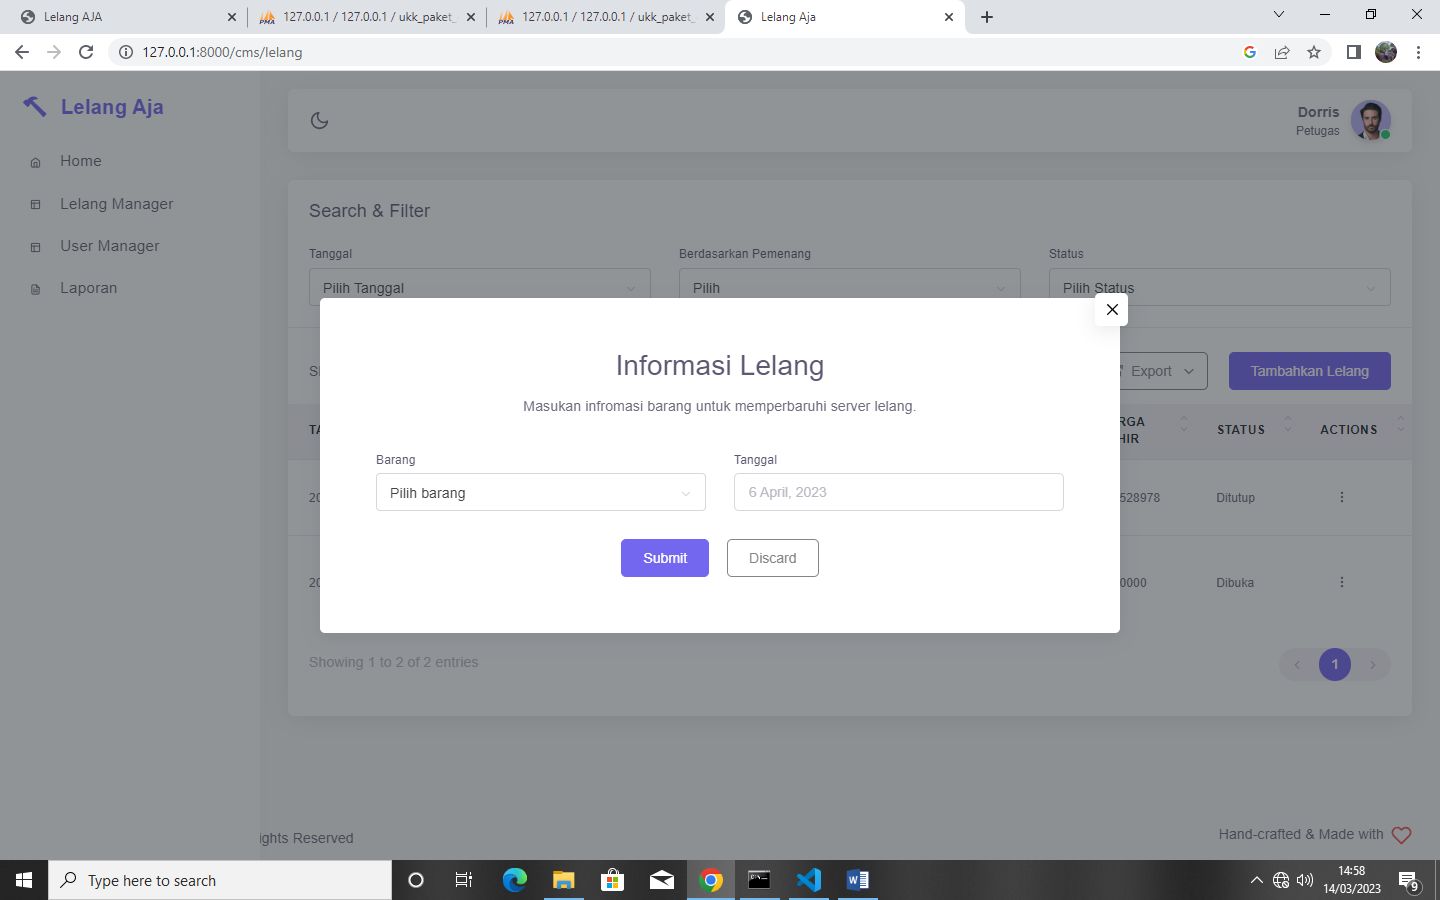 Lelang AJA
127.0.0.1 / 127.0.0.1 / ukk_paket_
127.0.0.1 / 127.0.0.1 / ukk_paket_
Lelang Aja
127.0.0.1:8000/cms/lelang
Lelang Aja
Home
Lelang Manager
User Manager
Laporan
Dorris
Petugas
Search & Filter
Tanggal
Berdasarkan Pemenang
Status
Pilih Tanggal
Pilih
Pilih Status
Export
Tambahkan Lelang
RGA
HIR
STATUS
ACTIONS
20
528978
Ditutup
20
0000
Dibuka
Informasi Lelang
Masukan infromasi barang untuk memperbaruhi server lelang.
Barang
Tanggal
Pilih barang
6 April, 2023
Submit
Discard
Showing 1 to 2 of 2 entries
1
ights Reserved
Hand-crafted & Made with
Type here to search
14:58
14/03/2023
9